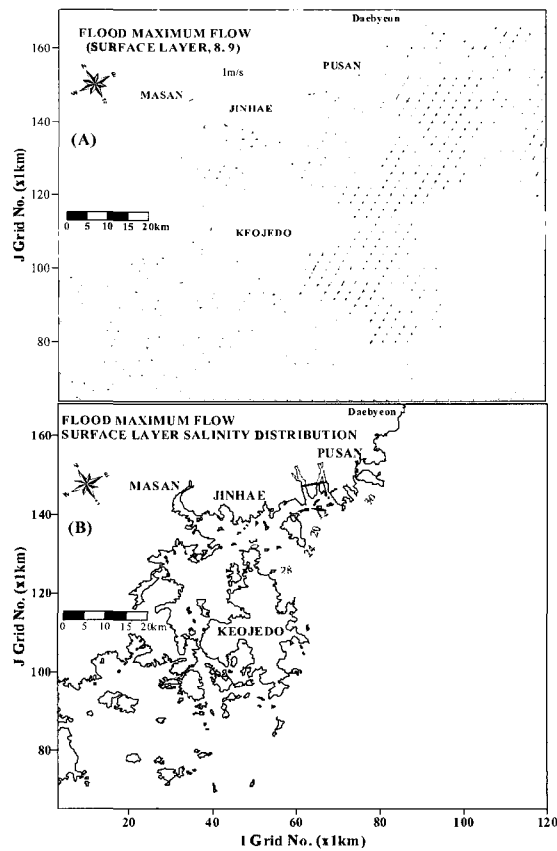 Daebyeon
160
FLOOD MAXIMUM FLOW
(SURFACE LAYER, 8. 9)
PUSAN
1m/s
MASAN
JINHAE
140
(A)
120
0 5 10 15 20km
KEOJEDO
100
80
J Grid No. (x1km)
Daebyeon
FLOOD MAXIMUM FLOW
SURFACE LAYER SALINITY DISTRIBUTION
160
PUSAN
MASAN
JINHAE
30
140
(B)
20
24
28
120
0 5 10 15 20km
KEOJEDO
100
80
J Grid No. (x1km)
20 40 60 80 100 120
I Grid No. (x1km)